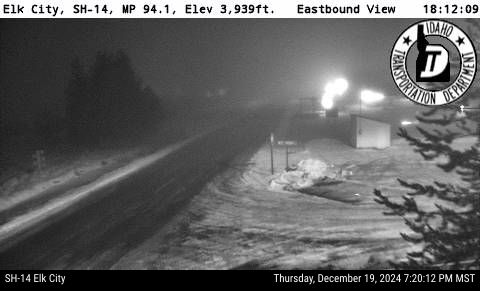 Elk City, SH-14, MP 94.1, Elev 3,939ft. Eastbound View 18:12:09
IDAHO
TRANSPORTATION DEPARTMENT
SH-14 Elk City Thursday, December 19, 2024 7:20:12 PM MST